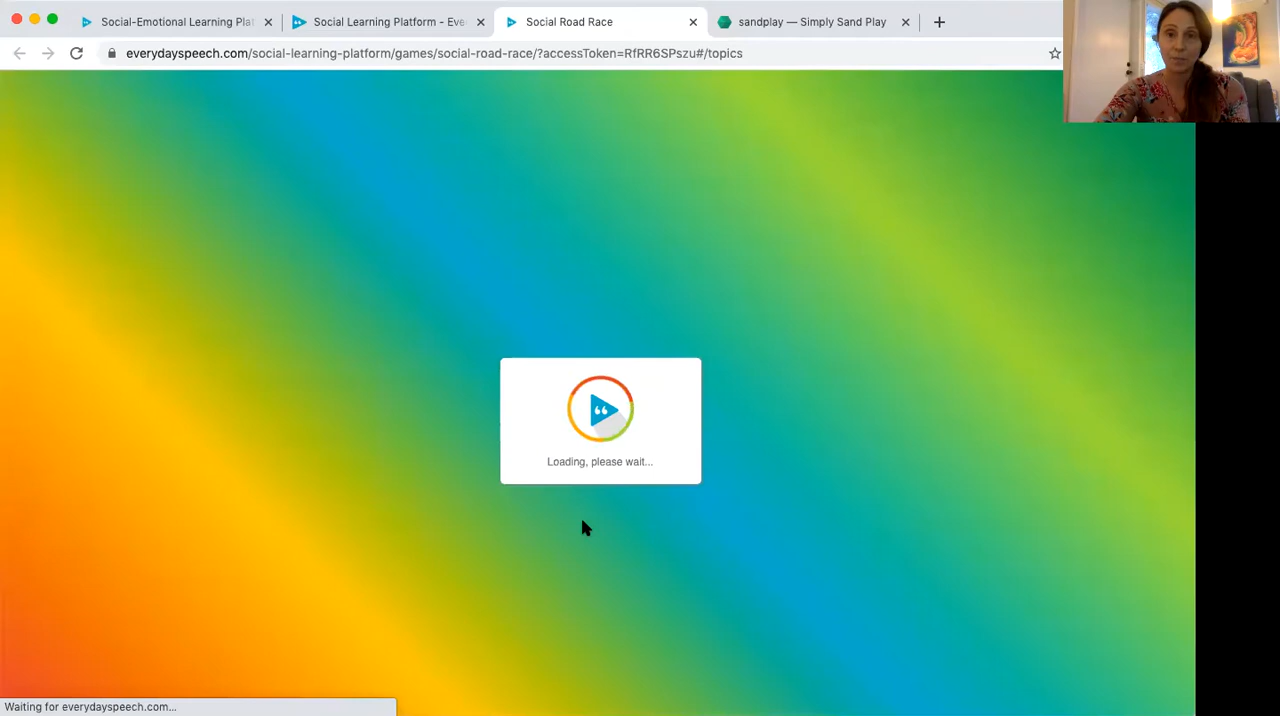 Social-Emotional Learning Pla
Social Learning Platform - Eve
Social Road Race
sandplay — Simply Sand Play
everydayspeech.com/social-learning-platform/games/social-road-race/?accessToken=RfRR6SPszu#/topics
Loading, please wait...
Waiting for everydayspeech.com...